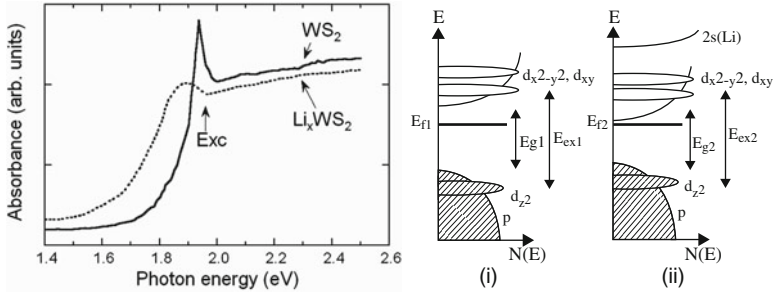 Absorbance (arb. units)
WS2
LixWS2
Exc
1.4 1.6 1.8 2.0 2.2 2.4 2.6
Photon energy (eV)
E
dx2-y2, dxy
Ef1
Eg1
Eex1
dz2
p
N(E)
(i)
E
2s(Li)
dx2-y2, dxy
Ef2
Eg2
Eex2
dz2
p
N(E)
(ii)